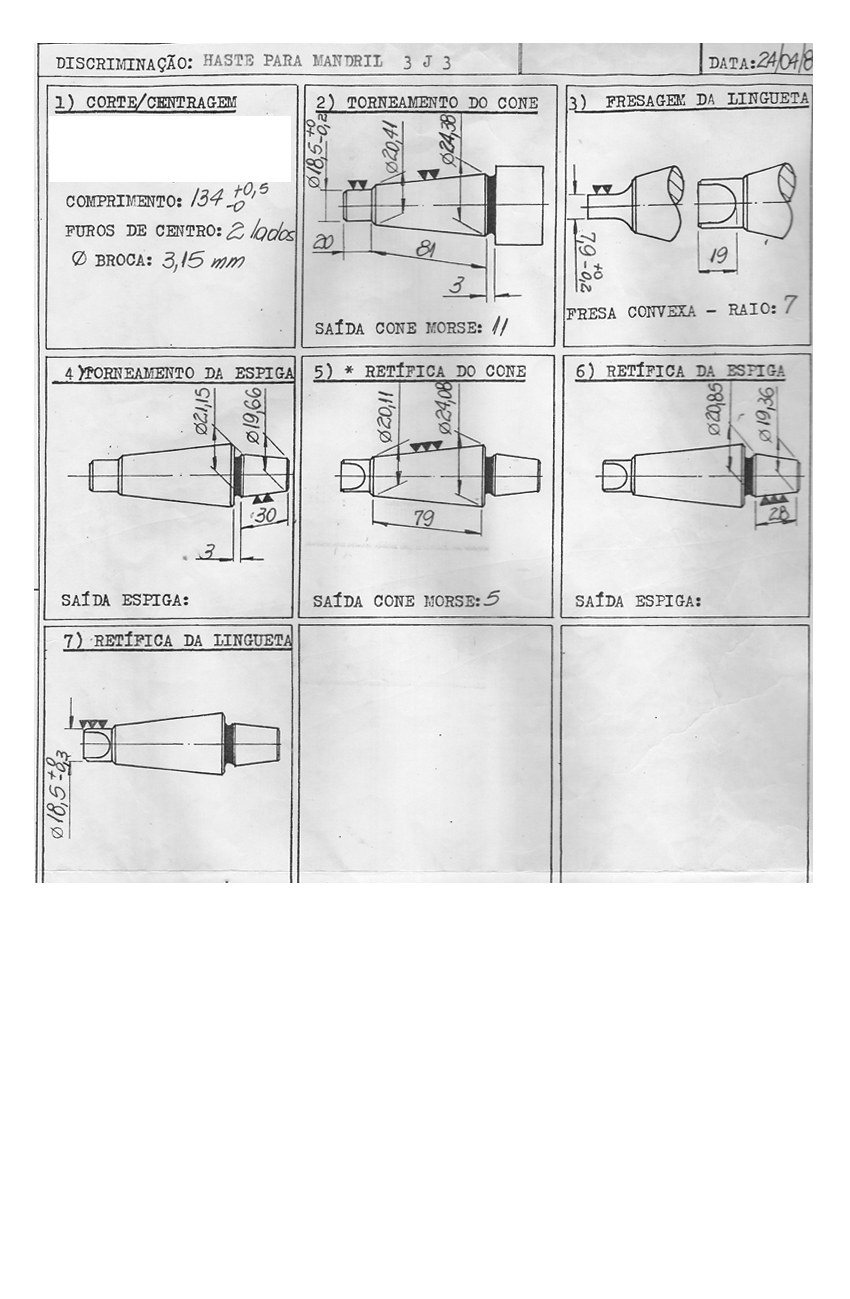 DISCRIMINAÇÃO: HASTE PARA MANDRIL 3 J 3
DATA: 24/04/8
1) CORTE/CENTRAGEM
COMPRIMENTO: 134 +0,5 -0
FUROS DE CENTRO: 2 lados
Ø BROCA: 3,15 mm
2) TORNEAMENTO DO CONE
Ø18,5 +0 -0,2
Ø20,41
Ø24,38
20
81
3
SAÍDA CONE MORSE: 11
3) FRESAGEM DA LINGUETA
7,9 +0 -0,2
19
FRESA CONVEXA - RAIO: 7
4) TORNEAMENTO DA ESPIGA
Ø21,15
Ø19,66
30
3
SAÍDA ESPIGA:
5) * RETÍFICA DO CONE
Ø20,11
Ø24,08
79
SAÍDA CONE MORSE: 5
6) RETÍFICA DA ESPIGA
Ø20,85
Ø19,36
28
SAÍDA ESPIGA:
7) RETÍFICA DA LINGUETA
Ø18,5 +0 -0,3